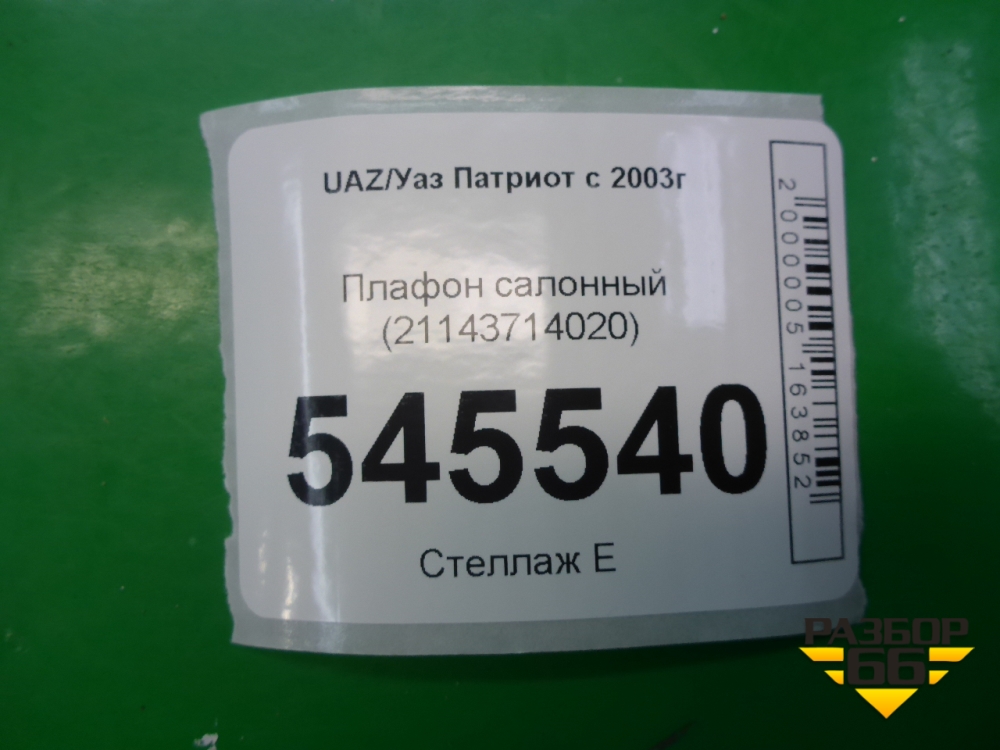 UAZ/Уаз Патриот с 2003г
Плафон салонный
(21143714020)
545540
Стеллаж Е
2000005163852
РАЗБОР
66